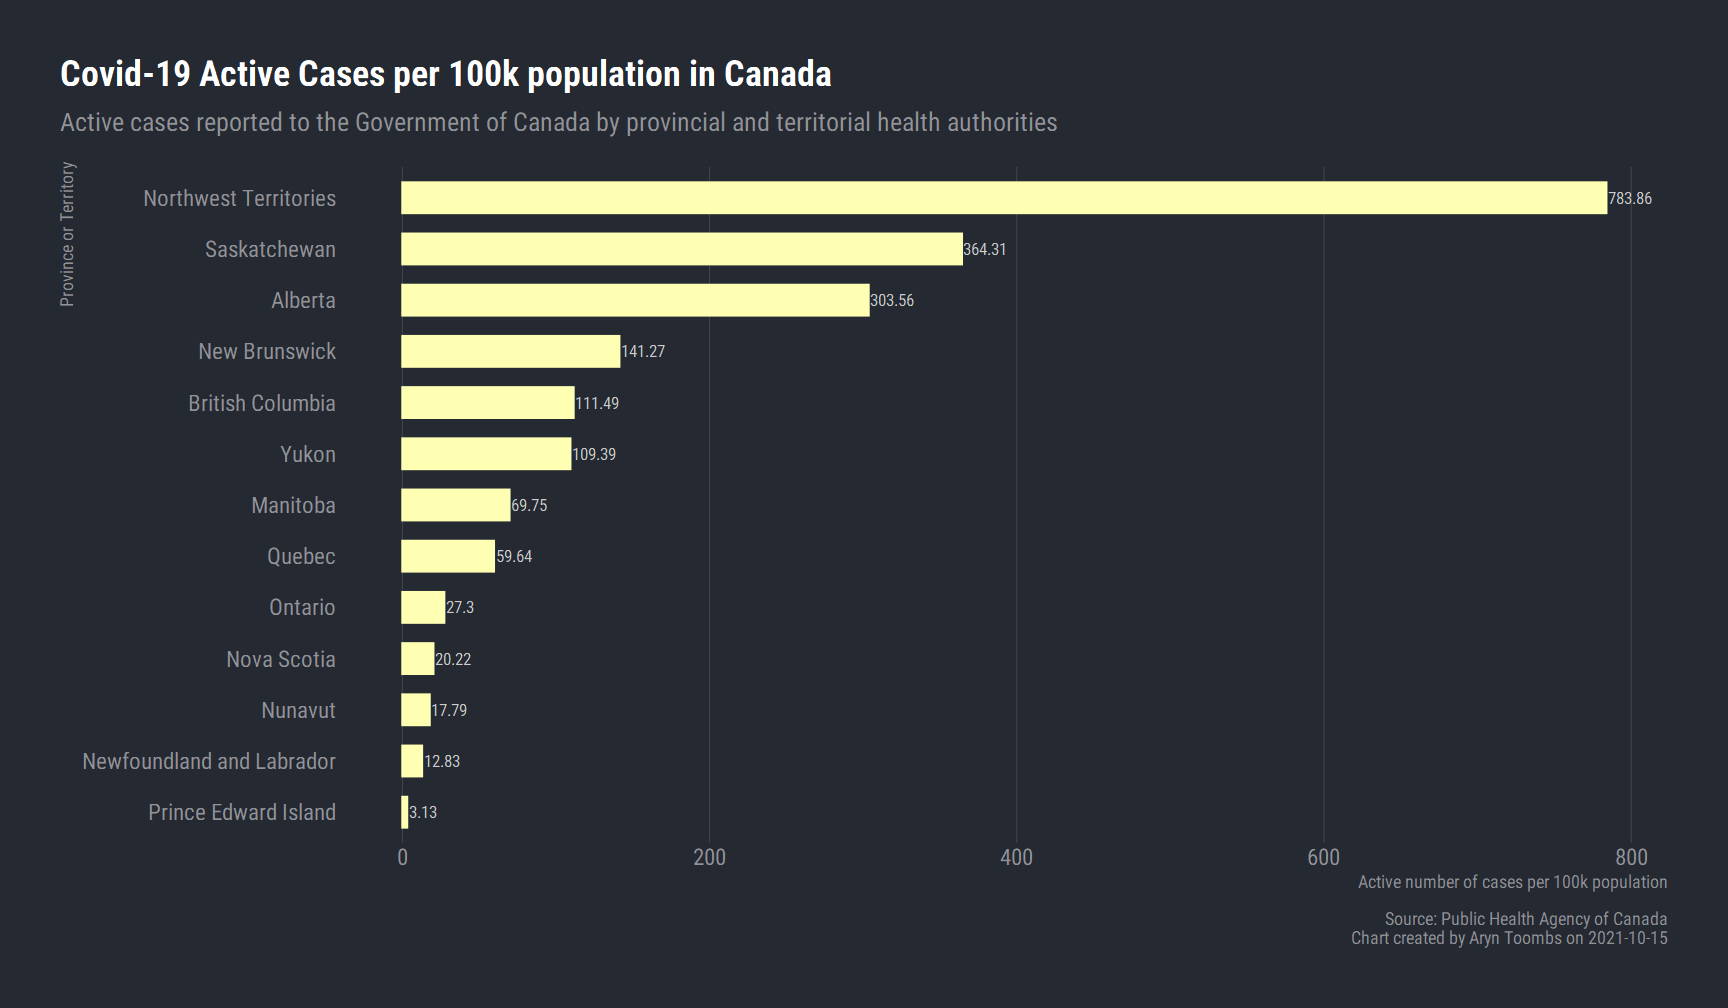 Covid-19 Active Cases per 100k population in Canada
Active cases reported to the Government of Canada by provincial and territorial health authorities
Province or Territory
Northwest Territories 783.86
Saskatchewan 364.31
Alberta 303.56
New Brunswick 141.27
British Columbia 111.49
Yukon 109.39
Manitoba 69.75
Quebec 59.64
Ontario 27.3
Nova Scotia 20.22
Nunavut 17.79
Newfoundland and Labrador 12.83
Prince Edward Island 3.13
0 200 400 600 800
Active number of cases per 100k population
Source: Public Health Agency of Canada
Chart created by Aryn Toombs on 2021-10-15